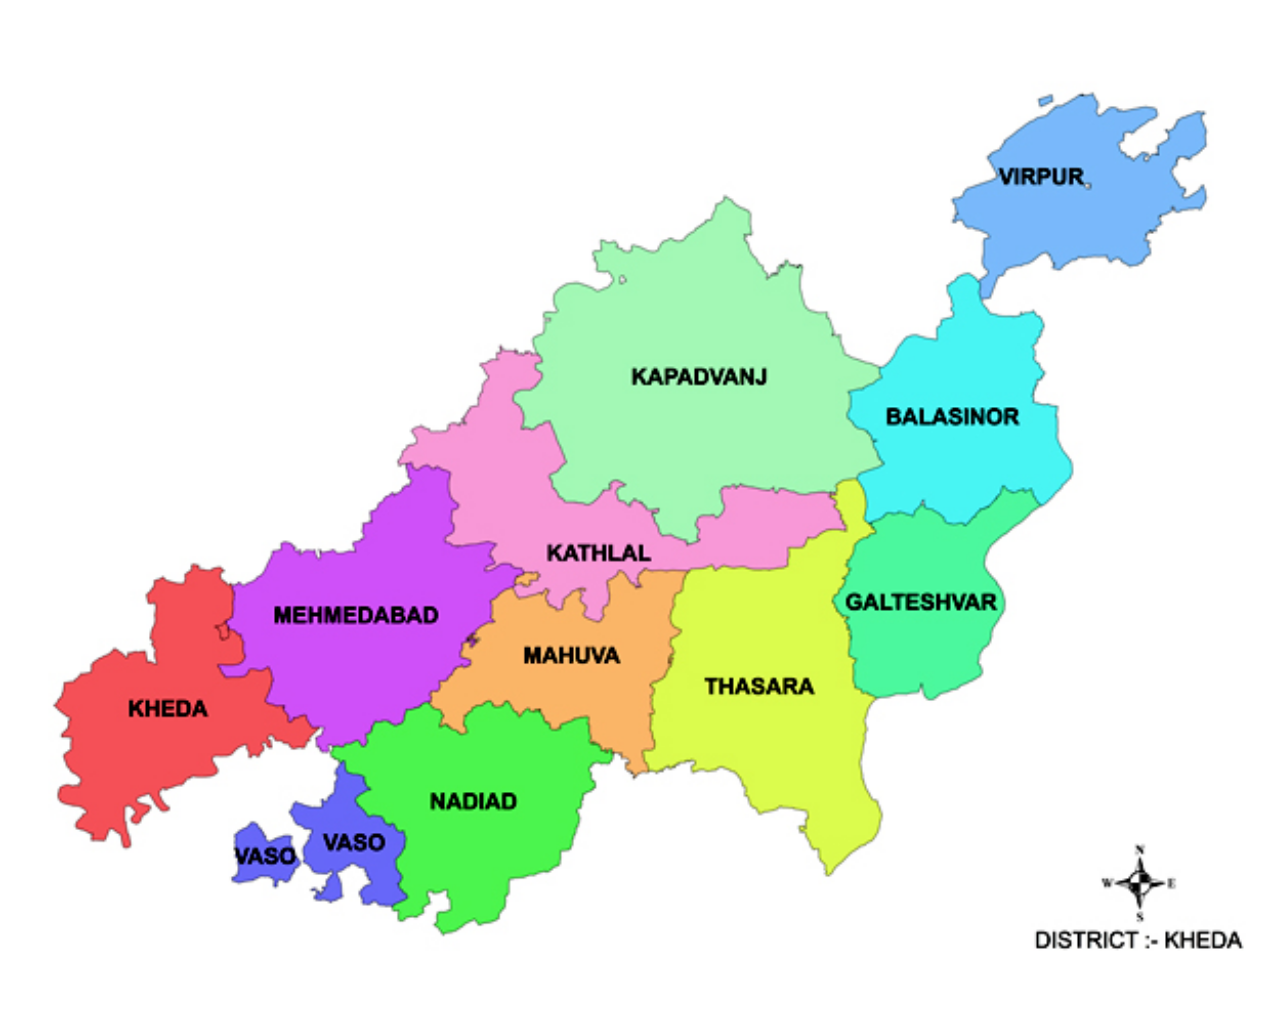 VIRPUR
KAPADVANJ
BALASINOR
KATHLAL
GALTESHVAR
MEHMEDABAD
MAHUVA
THASARA
KHEDA
NADIAD
VASO
VASO
N
W E
S
DISTRICT :- KHEDA